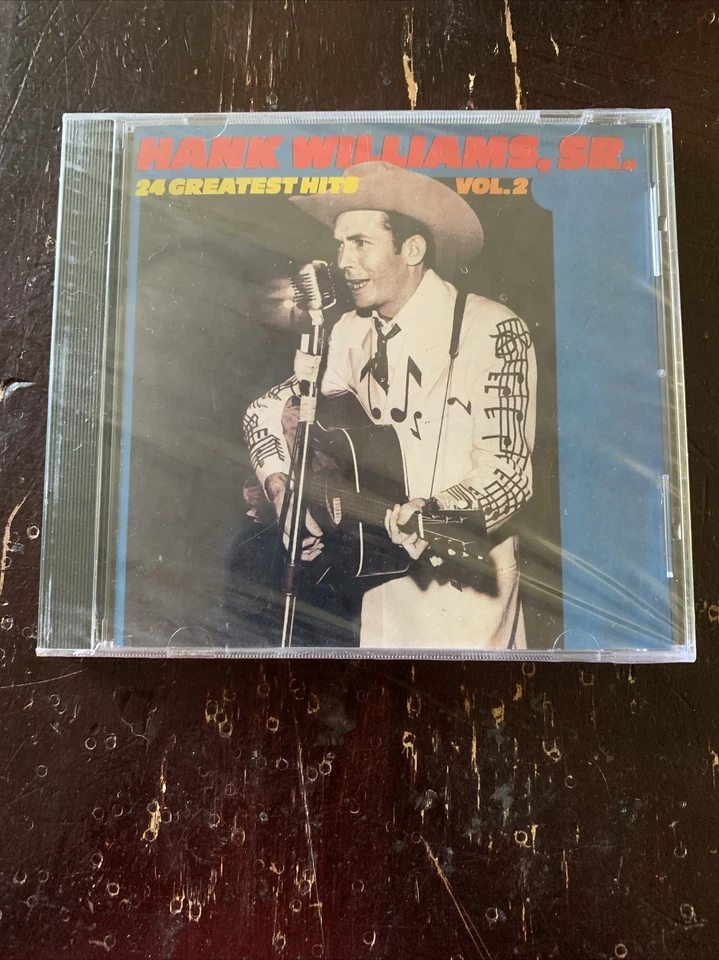 HANK WILLIAMS, SR.
24 GREATEST HITS VOL. 2